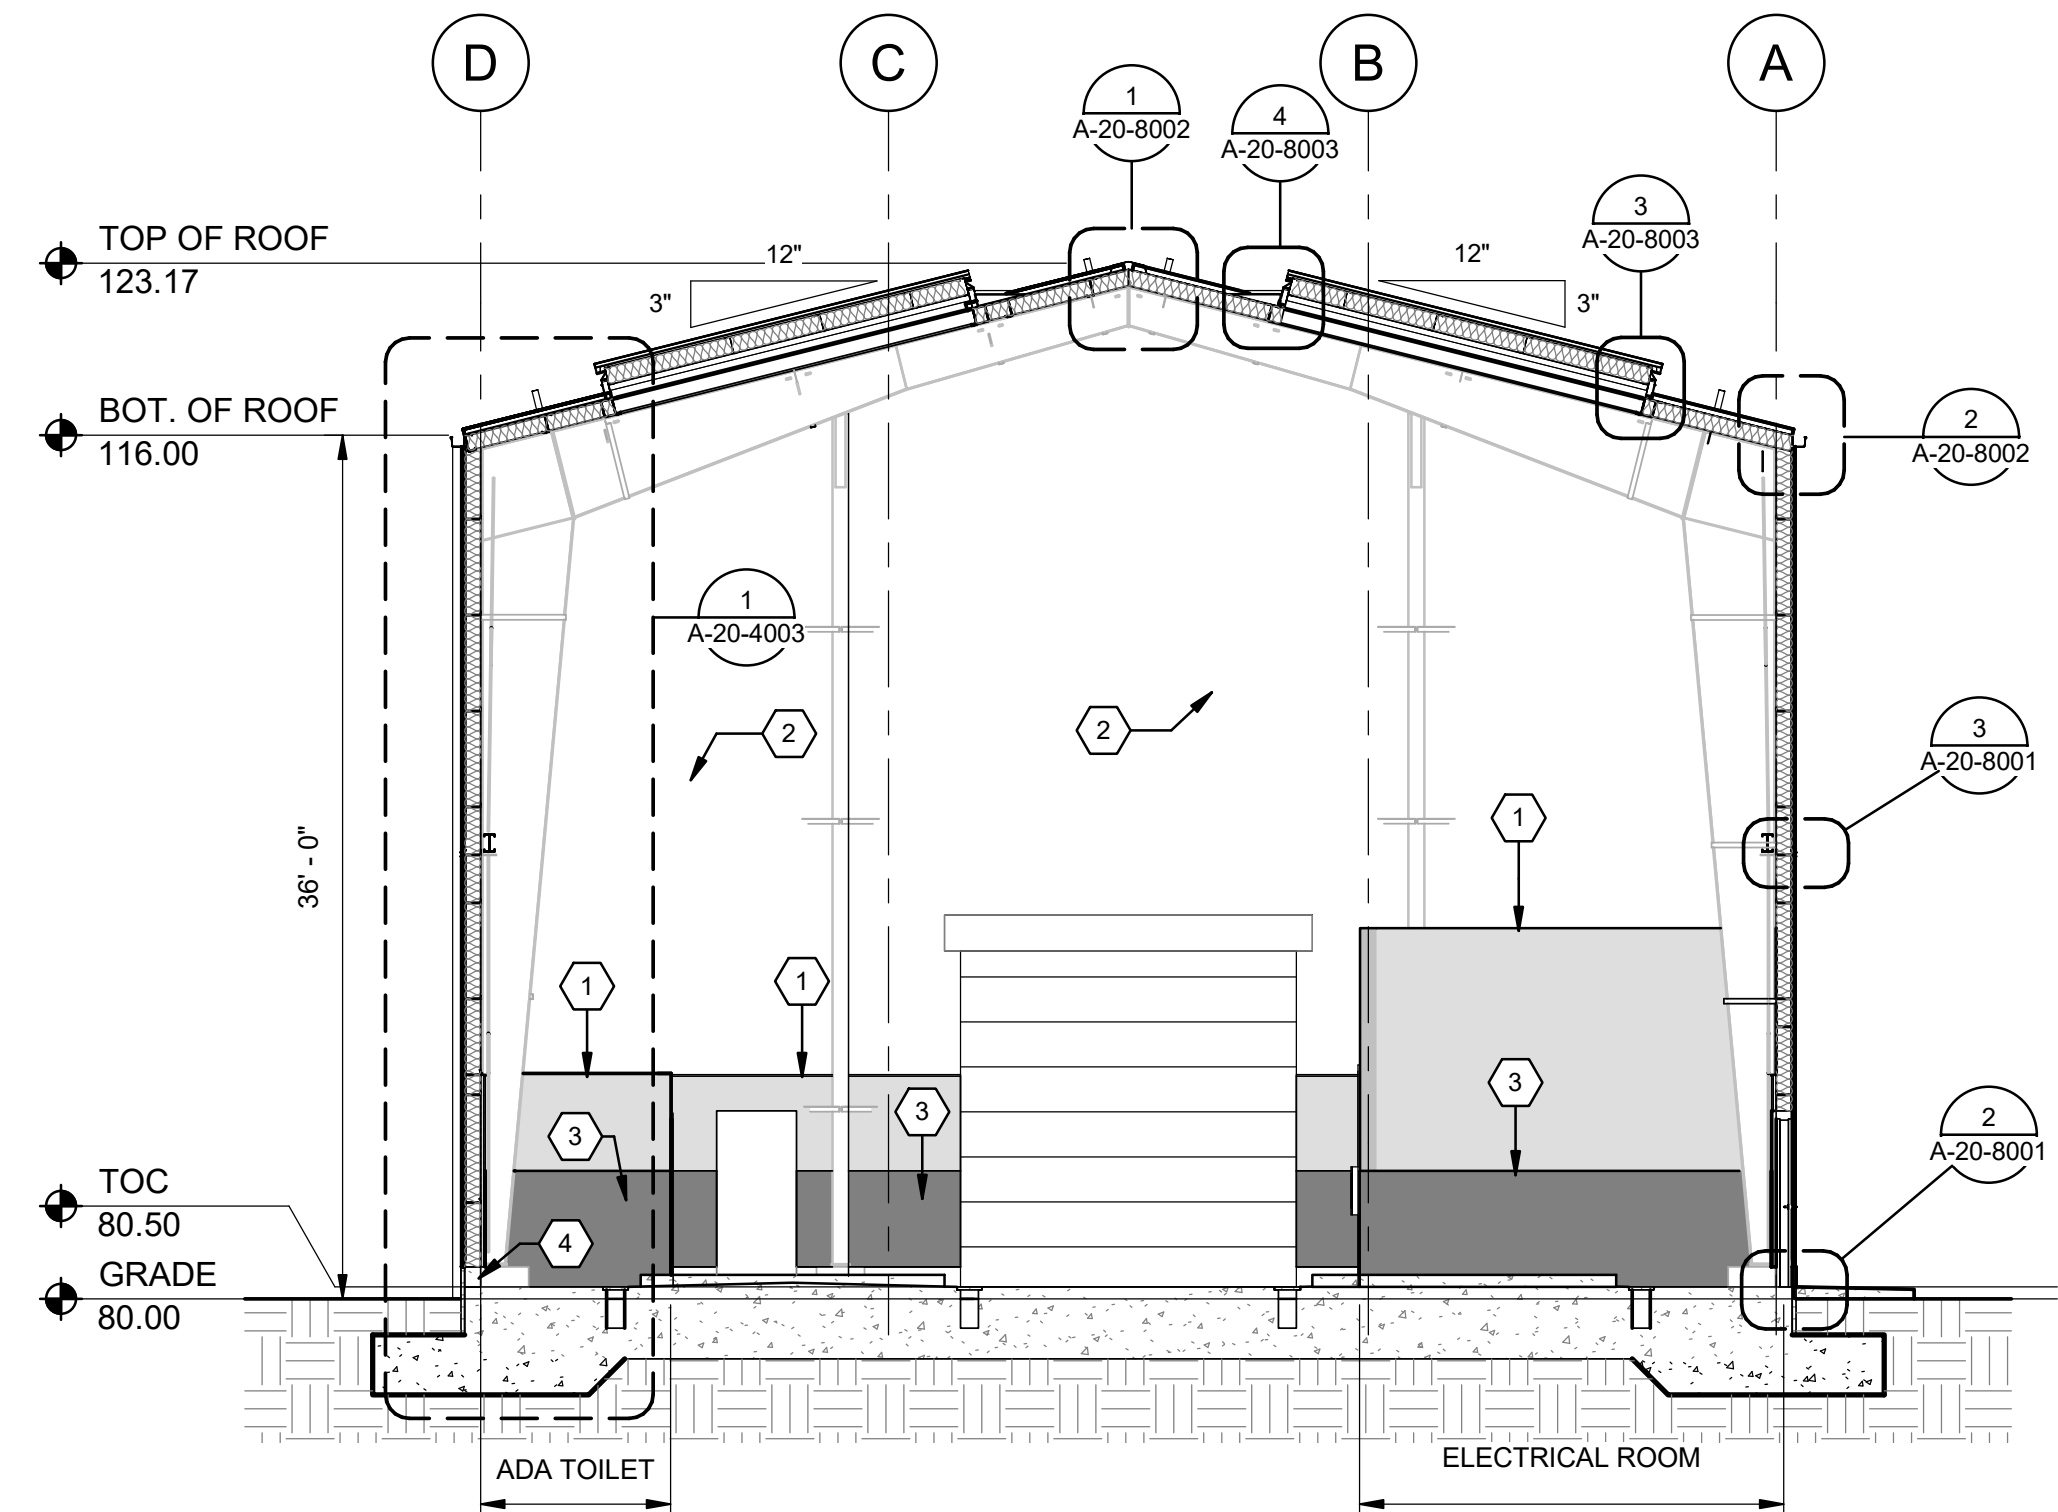 D
C
B
A
1
A-20-8002
4
A-20-8003
3
A-20-8003
TOP OF ROOF
123.17
12"
3"
12"
3"
BOT. OF ROOF
116.00
2
A-20-8002
1
A-20-4003
2
2
3
A-20-8001
1
36' - 0"
1
1
3
3
3
2
A-20-8001
TOC
80.50
4
GRADE
80.00
ADA TOILET
ELECTRICAL ROOM